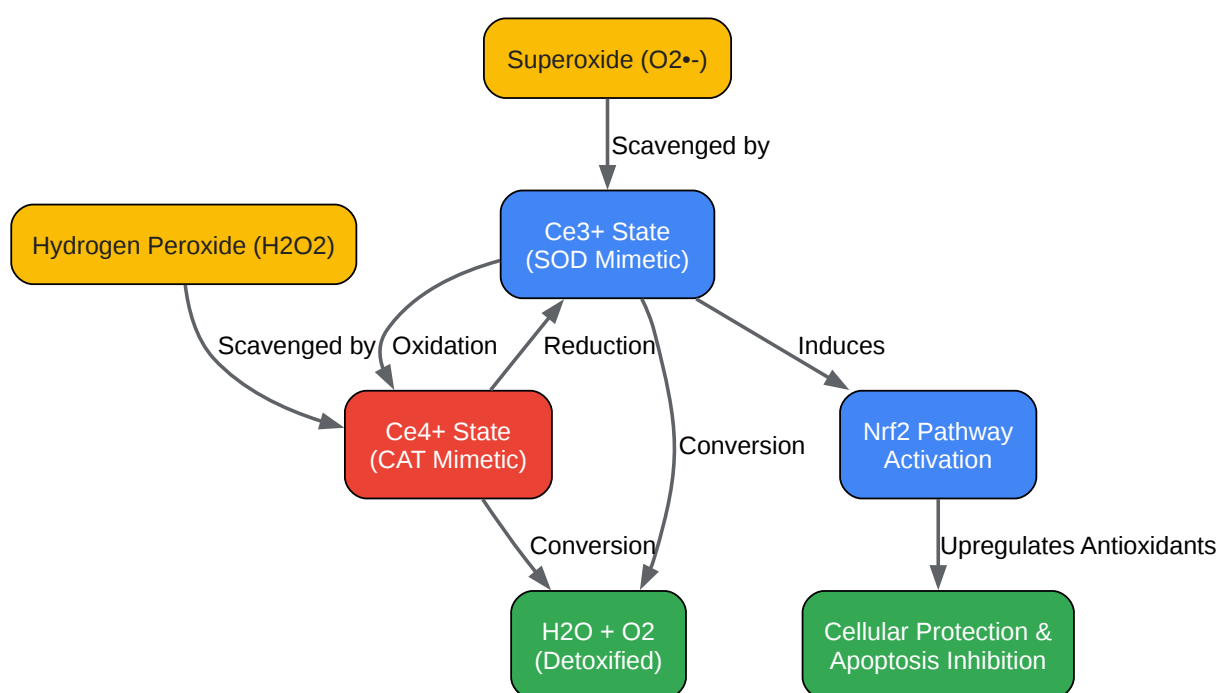 Superoxide (O2•-)
Scavenged by
Ce3+ State
(SOD Mimetic)
Hydrogen Peroxide (H2O2)
Scavenged by
Oxidation
Reduction
Induces
Ce4+ State
(CAT Mimetic)
Conversion
Nrf2 Pathway
Activation
Conversion
Upregulates Antioxidants
H2O + O2
(Detoxified)
Cellular Protection &
Apoptosis Inhibition